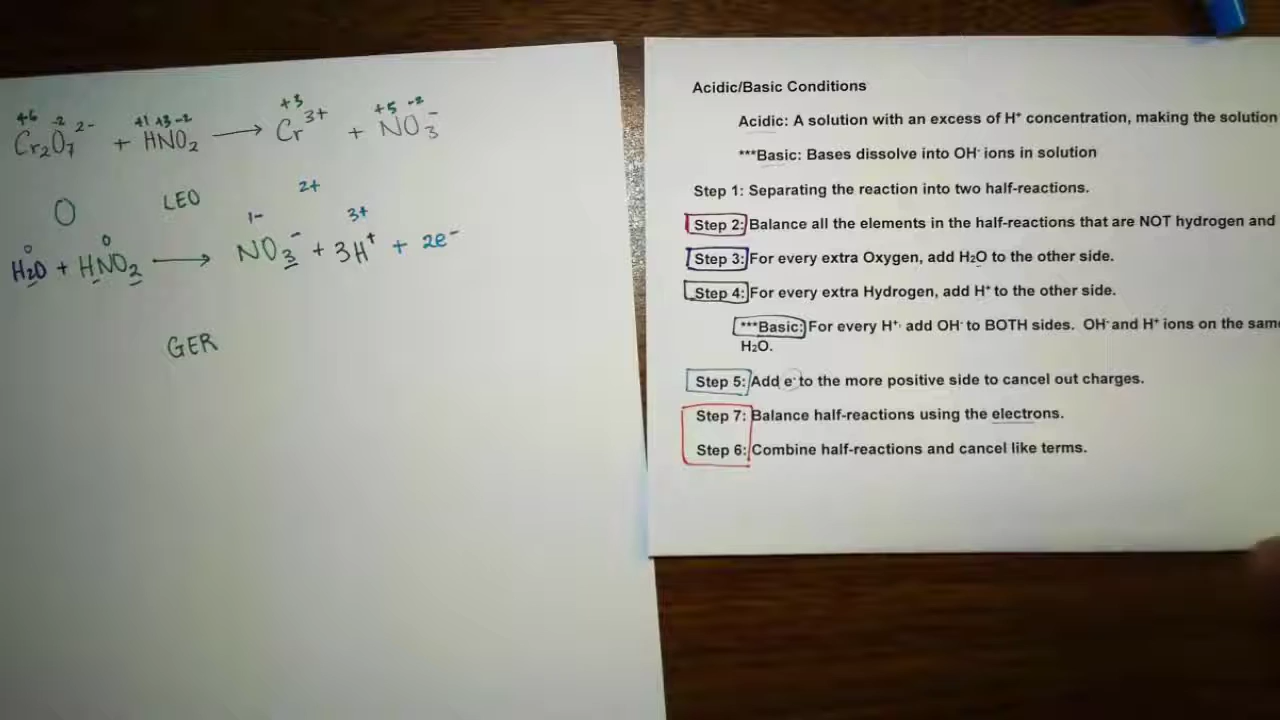 +6 -2 +1 +3 -2 +3 +5 -2
Cr₂O₇²⁻ + HNO₂ → Cr³⁺ + NO₃⁻
0 LEO 2+
0 0 1- 3+
H₂O + HNO₂ → NO₃⁻ + 3H⁺ + 2e⁻
GER
Acidic/Basic Conditions
Acidic: A solution with an excess of H⁺ concentration, making the solution
***Basic: Bases dissolve into OH⁻ ions in solution
Step 1: Separating the reaction into two half-reactions.
Step 2: Balance all the elements in the half-reactions that are NOT hydrogen and
Step 3: For every extra Oxygen, add H₂O to the other side.
Step 4: For every extra Hydrogen, add H⁺ to the other side.
***Basic: For every H⁺ add OH⁻ to BOTH sides. OH⁻ and H⁺ ions on the same
H₂O.
Step 5: Add e⁻ to the more positive side to cancel out charges.
Step 7: Balance half-reactions using the electrons.
Step 6: Combine half-reactions and cancel like terms.